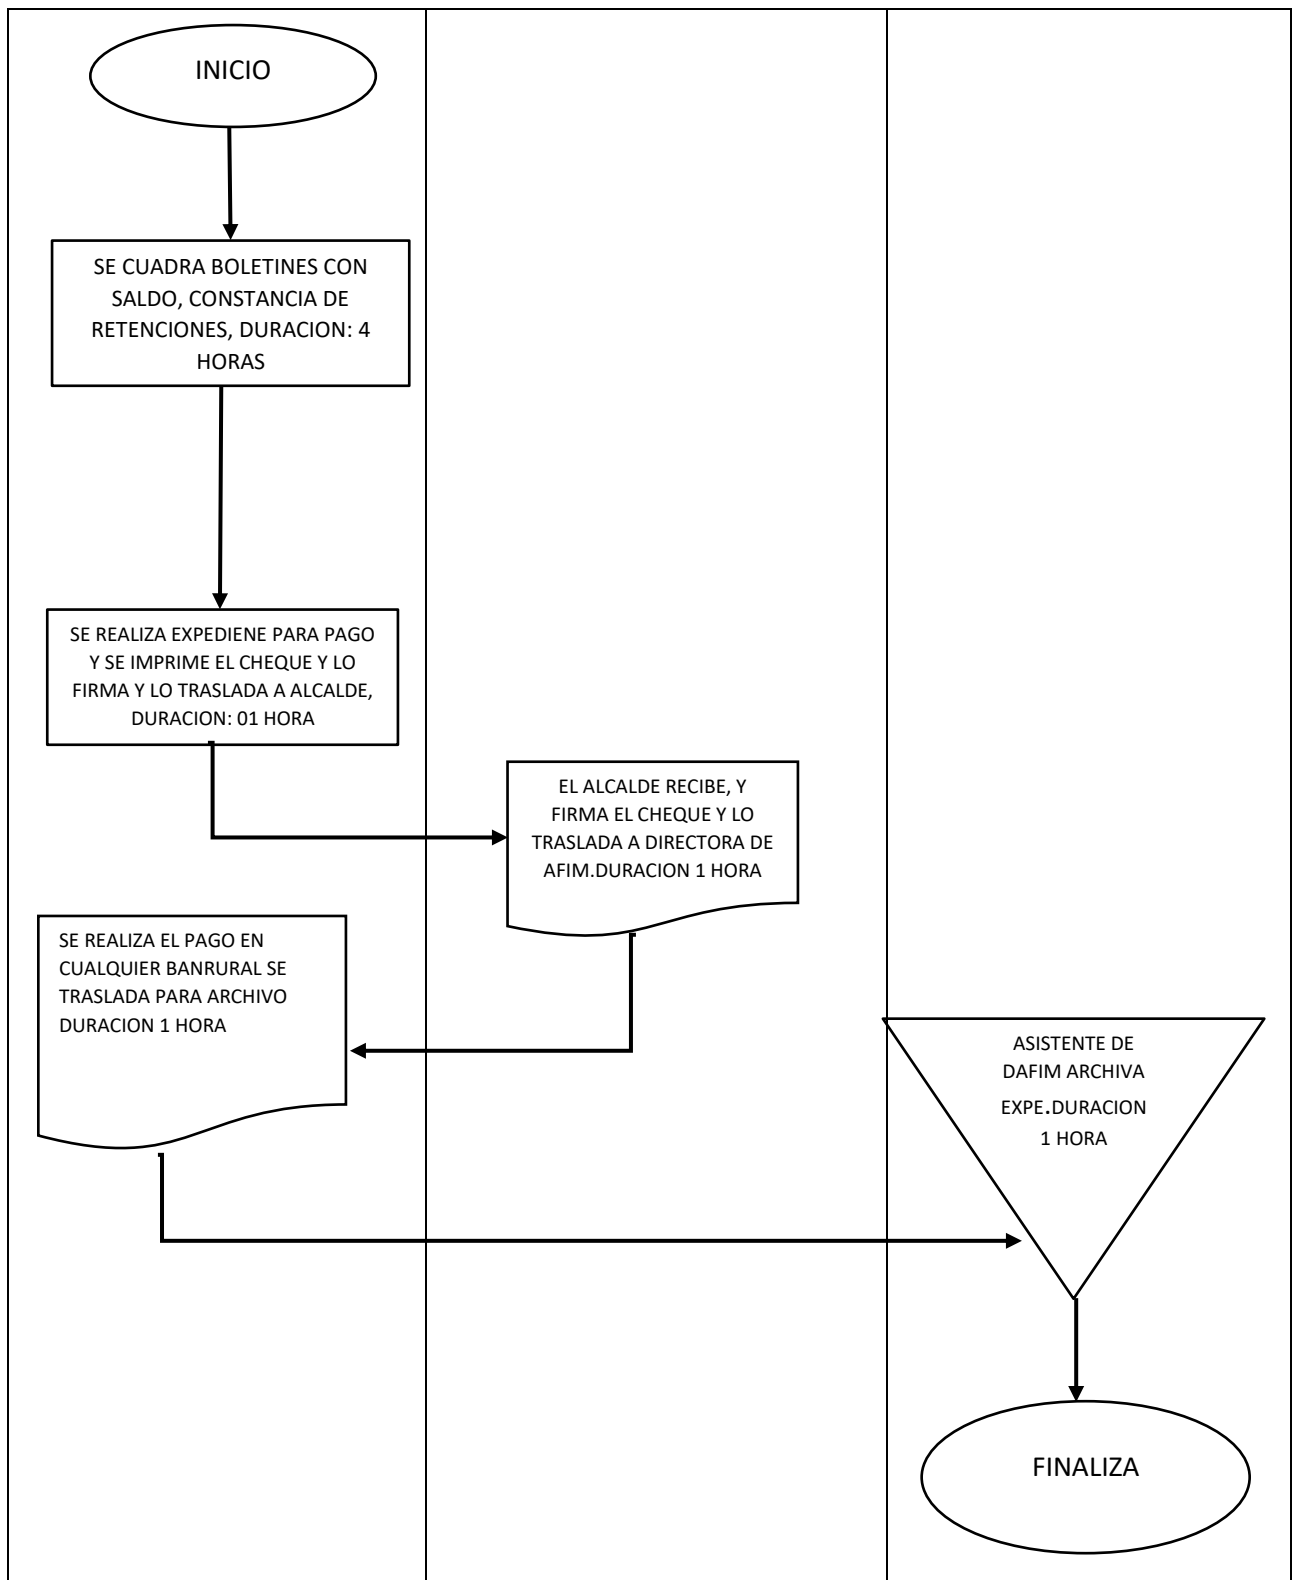 INICIO
SE CUADRA BOLETINES CON
SALDO, CONSTANCIA DE
RETENCIONES, DURACION: 4
HORAS
SE REALIZA EXPEDIENE PARA PAGO
Y SE IMPRIME EL CHEQUE Y LO
FIRMA Y LO TRASLADA A ALCALDE,
DURACION: 01 HORA
EL ALCALDE RECIBE, Y
FIRMA EL CHEQUE Y LO
TRASLADA A DIRECTORA DE
AFIM.DURACION 1 HORA
SE REALIZA EL PAGO EN
CUALQUIER BANRURAL SE
TRASLADA PARA ARCHIVO
DURACION 1 HORA
ASISTENTE DE
DAFIM ARCHIVA
EXPE.DURACION
1 HORA
FINALIZA